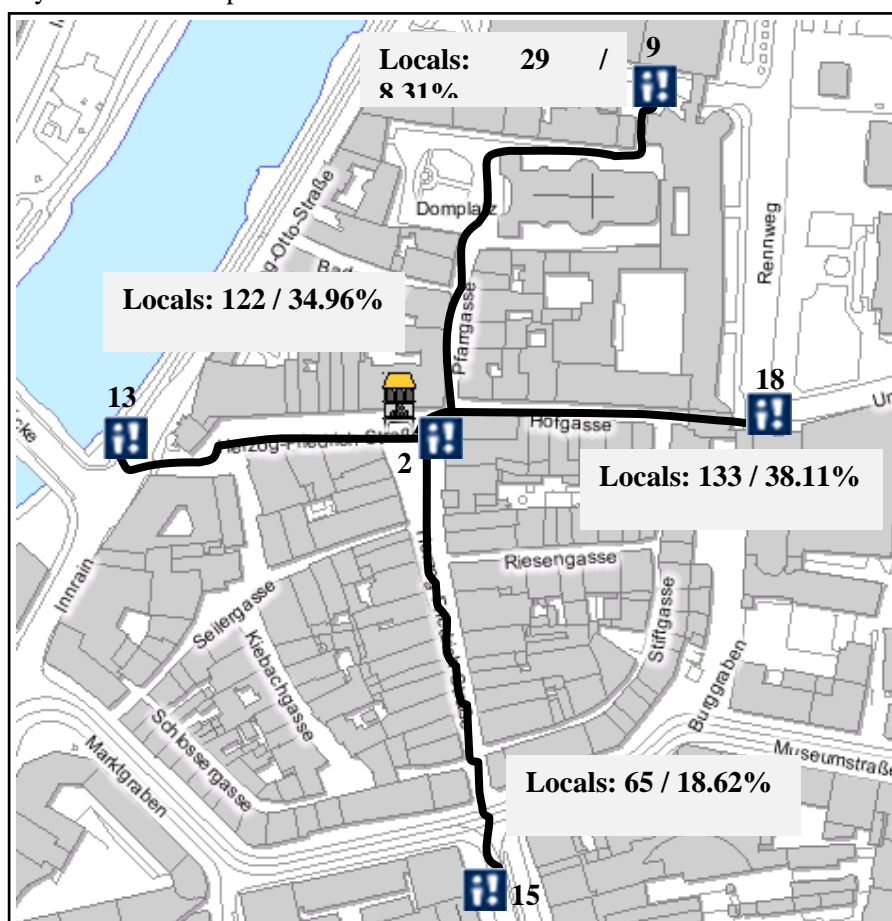 9
Locals: 29 /
8.31%
Domplatz
Rennweg
Pfarrgasse
Locals: 122 / 34.96%
13
18
Hofgasse
2
Locals: 133 / 38.11%
Innrain
Riesengasse
Seilergasse
Stiftgasse
Kiebachgasse
Burggraben
Schlossergasse
Marktgraben
Museumstraße
Locals: 65 / 18.62%
15